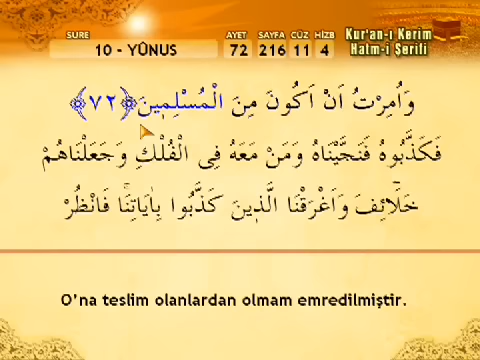 SURE AYET SAYFA CÜZ HİZB Kur'an-ı Kerim
10 - YÛNUS 72 216 11 4 Hatm-i Şerifi
وَاُمِرْتُ اَنْ اَكُونَ مِنَ الْمُسْلِمٖينَ ﴿٧٢﴾
فَكَذَّبُوهُ فَنَجَّيْنَاهُ وَمَنْ مَعَهُ فِى الْفُلْكِ وَجَعَلْنَاهُمْ
خَلَٓائِفَ وَاَغْرَقْنَا الَّذٖينَ كَذَّبُوا بِاٰيَاتِنَاۚ فَانْظُرْ
O'na teslim olanlardan olmam emredilmiştir.